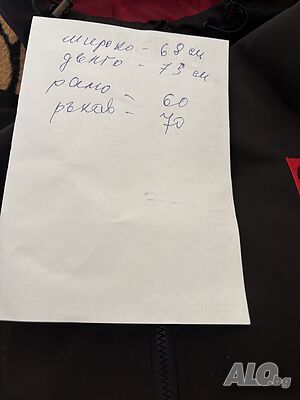 широко - 68 см
дълго - 73 см
рамо - 60
ръкав - 70
ALO.bg